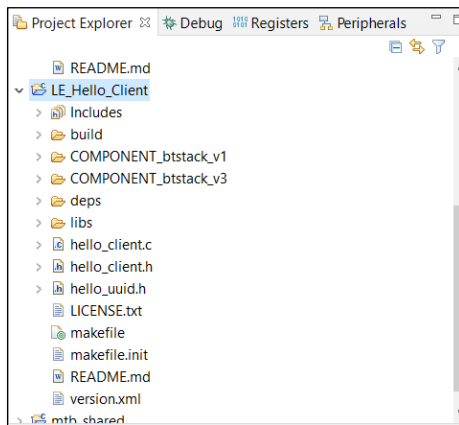 Project Explorer Debug Registers Peripherals
README.md
LE_Hello_Client
Includes
build
COMPONENT_btstack_v1
COMPONENT_btstack_v3
deps
libs
hello_client.c
hello_client.h
hello_uuid.h
LICENSE.txt
makefile
makefile.init
README.md
version.xml
mtb_shared